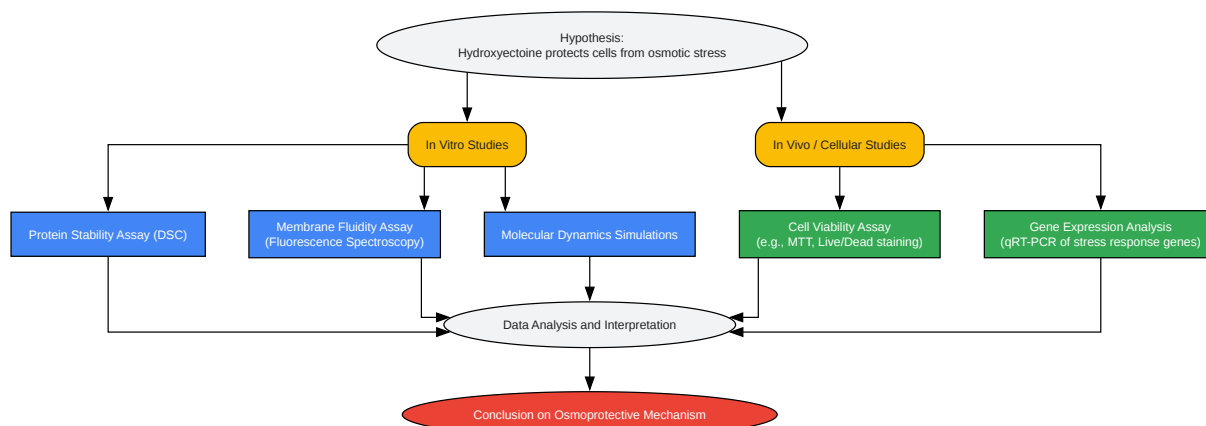 Hypothesis:
Hydroxyectoine protects cells from osmotic stress
In Vitro Studies
In Vivo / Cellular Studies
Protein Stability Assay (DSC)
Membrane Fluidity Assay
(Fluorescence Spectroscopy)
Molecular Dynamics Simulations
Cell Viability Assay
(e.g., MTT, Live/Dead staining)
Gene Expression Analysis
(qRT-PCR of stress response genes)
Data Analysis and Interpretation
Conclusion on Osmoprotective Mechanism